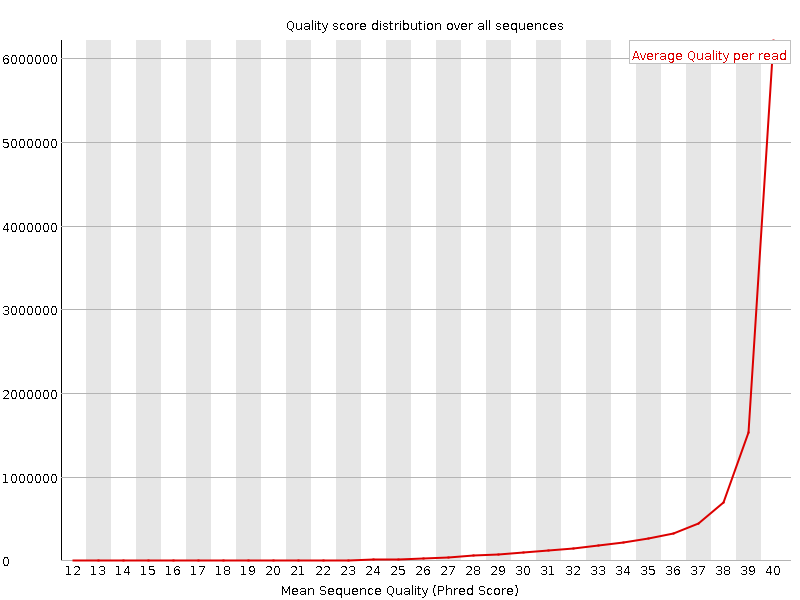 Quality score distribution over all sequences
Average Quality per read
6000000
5000000
4000000
3000000
2000000
1000000
0
12 13 14 15 16 17 18 19 20 21 22 23 24 25 26 27 28 29 30 31 32 33 34 35 36 37 38 39 40
Mean Sequence Quality (Phred Score)